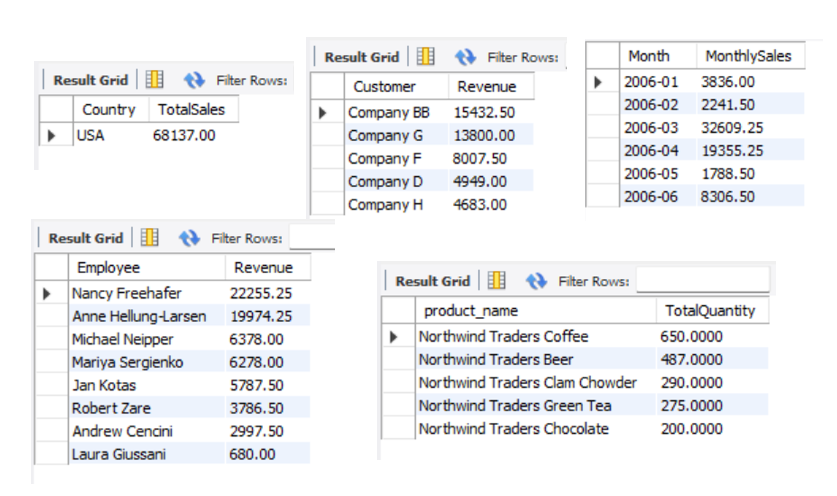 Result Grid Filter Rows:
Country TotalSales
USA 68137.00
Result Grid Filter Rows:
Customer Revenue
Company BB 15432.50
Company G 13800.00
Company F 8007.50
Company D 4949.00
Company H 4683.00
Month MonthlySales
2006-01 3836.00
2006-02 2241.50
2006-03 32609.25
2006-04 19355.25
2006-05 1788.50
2006-06 8306.50
Result Grid Filter Rows:
Employee Revenue
Nancy Freehafer 22255.25
Anne Hellung-Larsen 19974.25
Michael Neipper 6378.00
Mariya Sergienko 6278.00
Jan Kotas 5787.50
Robert Zare 3786.50
Andrew Cencini 2997.50
Laura Giussani 680.00
Result Grid Filter Rows:
product_name TotalQuantity
Northwind Traders Coffee 650.0000
Northwind Traders Beer 487.0000
Northwind Traders Clam Chowder 290.0000
Northwind Traders Green Tea 275.0000
Northwind Traders Chocolate 200.0000